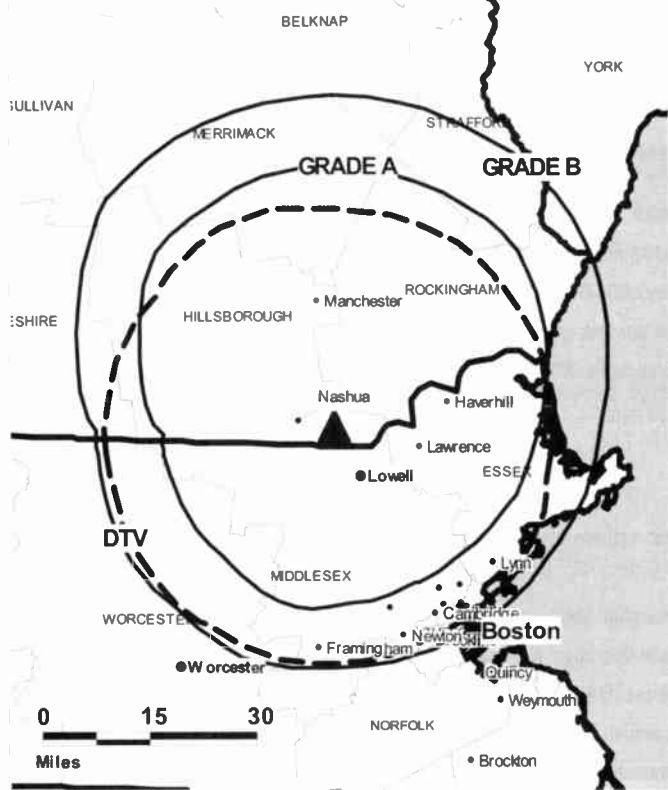 BELKNAP
YORK
SULLIVAN
MERRIMACK
STRAFFORD
GRADE A
GRADE B
ROCKINGHAM
Manchester
HILLSBOROUGH
ESHIRE
Nashua
Haverhill
Lawrence
Lowell
ESSEX
DTV
Lynn
MIDDLESEX
WORCESTER
Cambridge
Boston
Newton
Framingham
Worcester
Quincy
Weymouth
0 15 30
NORFOLK
Miles
Brockton